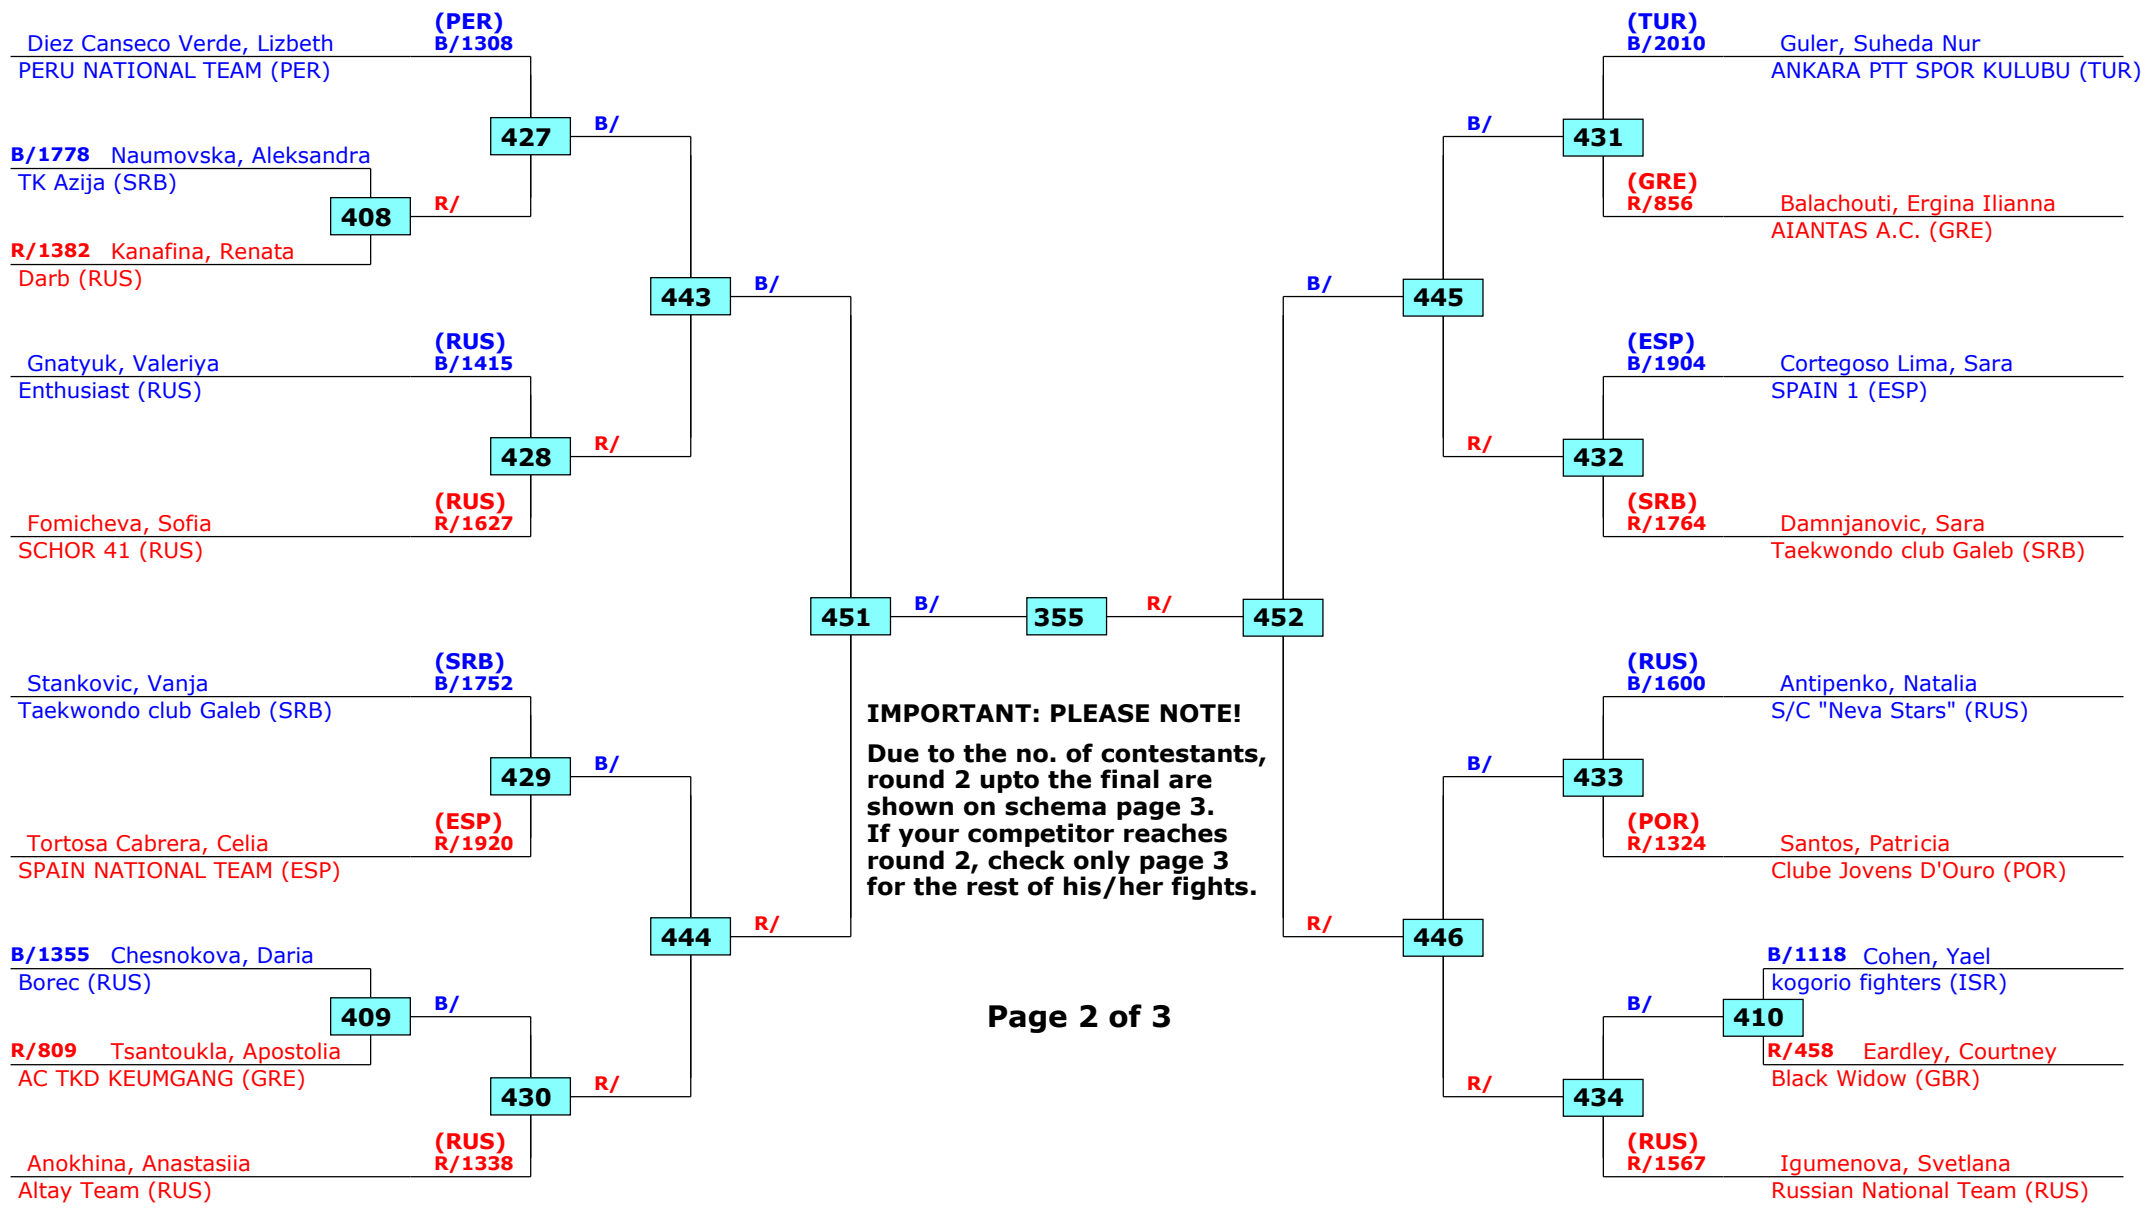 (PER)
Diez Canseco Verde, Lizbeth B/1308
PERU NATIONAL TEAM (PER)
427
B/
B/1778 Naumovska, Aleksandra
TK Azija (SRB)
408
R/
R/1382 Kanafina, Renata
Darb (RUS)
443
B/
(RUS)
Gnatyuk, Valeriya B/1415
Enthusiast (RUS)
428
R/
(RUS)
Fomicheva, Sofia R/1627
SCHOR 41 (RUS)
451
B/
355
R/
452
(SRB)
Stankovic, Vanja B/1752
Taekwondo club Galeb (SRB)
429
B/
(ESP)
Tortosa Cabrera, Celia R/1920
SPAIN NATIONAL TEAM (ESP)
444
R/
B/1355 Chesnokova, Daria
Borec (RUS)
409
B/
R/809 Tsantoukla, Apostolia
AC TKD KEUMGANG (GRE)
430
R/
(RUS)
Anokhina, Anastasiia R/1338
Altay Team (RUS)
IMPORTANT: PLEASE NOTE!
Due to the no. of contestants,
round 2 upto the final are
shown on schema page 3.
If your competitor reaches
round 2, check only page 3
for the rest of his/her fights.
Page 2 of 3
(TUR)
B/2010 Guler, Suheda Nur
ANKARA PTT SPOR KULUBU (TUR)
B/
431
(GRE)
R/856 Balachouti, Ergina Ilianna
AIANTAS A.C. (GRE)
B/
445
(ESP)
B/1904 Cortegoso Lima, Sara
SPAIN 1 (ESP)
R/
432
(SRB)
R/1764 Damnjanovic, Sara
Taekwondo club Galeb (SRB)
(RUS)
B/1600 Antipenko, Natalia
S/C "Neva Stars" (RUS)
B/
433
(POR)
R/1324 Santos, Patricia
Clube Jovens D'Ouro (POR)
R/
446
B/1118 Cohen, Yael
kogorio fighters (ISR)
B/
410
R/458 Eardley, Courtney
Black Widow (GBR)
R/
434
(RUS)
R/1567 Igumenova, Svetlana
Russian National Team (RUS)